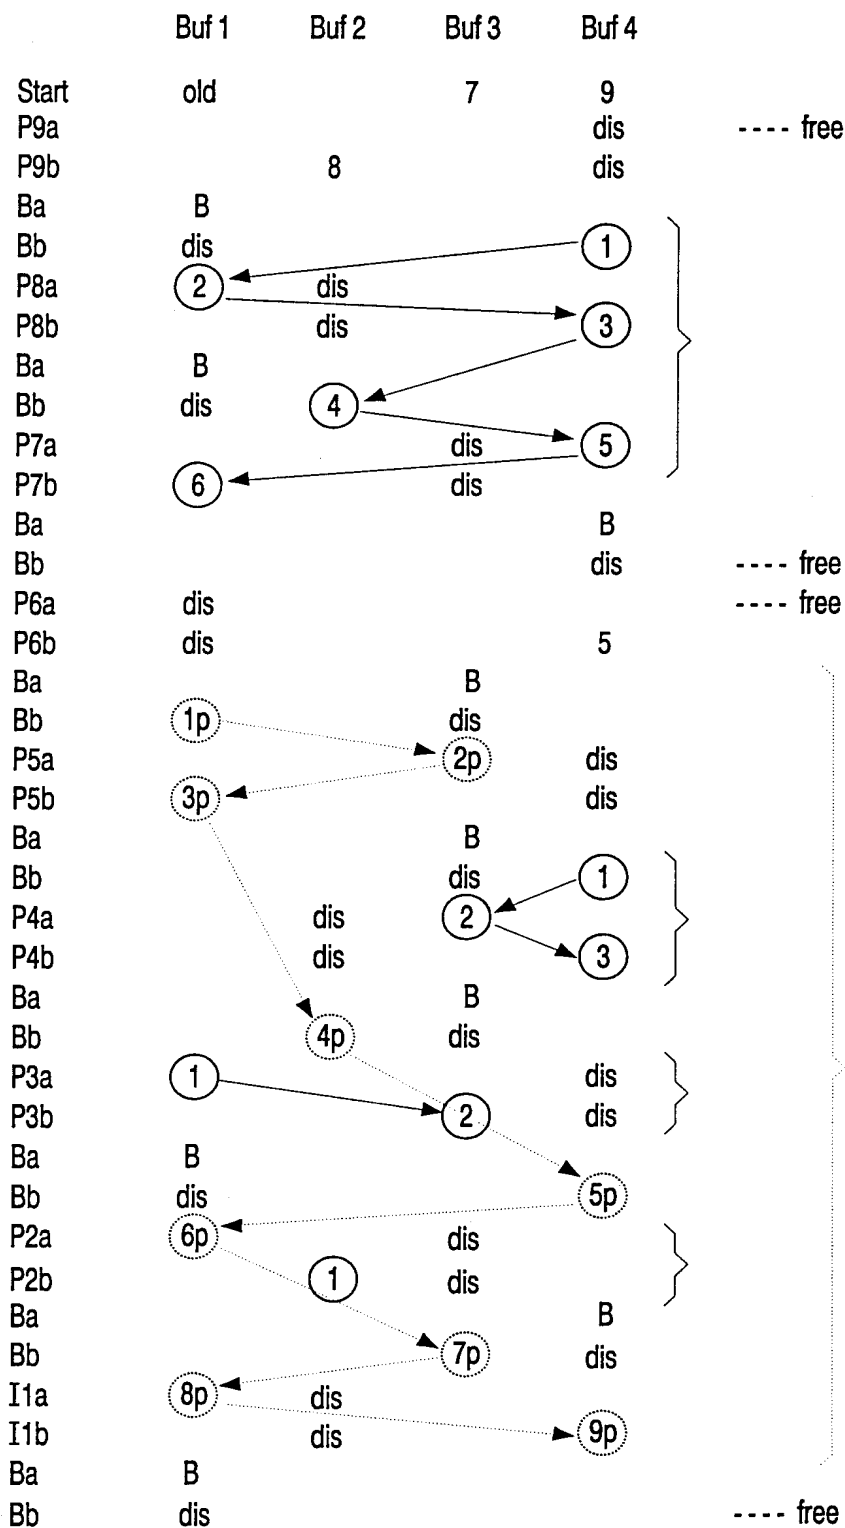 Buf 1 Buf 2 Buf 3 Buf 4
Start old 7 9
P9a dis ---- free
P9b 8 dis
Ba B
Bb dis 1
P8a 2 dis
P8b dis 3
Ba B
Bb dis 4
P7a dis 5
P7b 6 dis
Ba B
Bb dis ---- free
P6a dis ---- free
P6b dis 5
Ba B
Bb 1p dis
P5a 2p dis
P5b 3p dis
Ba B
Bb dis 1
P4a dis 2
P4b dis 3
Ba B
Bb 4p dis
P3a 1 dis
P3b 2 dis
Ba B
Bb dis 5p
P2a 6p dis
P2b 1 dis
Ba B
Bb 7p dis
I1a 8p dis
I1b dis 9p
Ba B
Bb dis ---- free